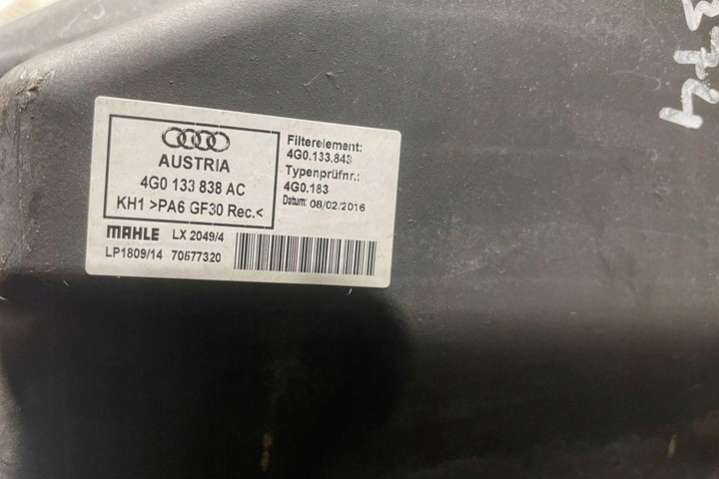 AUSTRIA
4G0 133 838 AC
KH1 >PA6 GF30 Rec.<
MAHLE LX 2049/4
LP1809/14 70577320
Filterelement:
4G0.133.843
Typenprüfnr.:
4G0.183
Datum: 08/02/2016